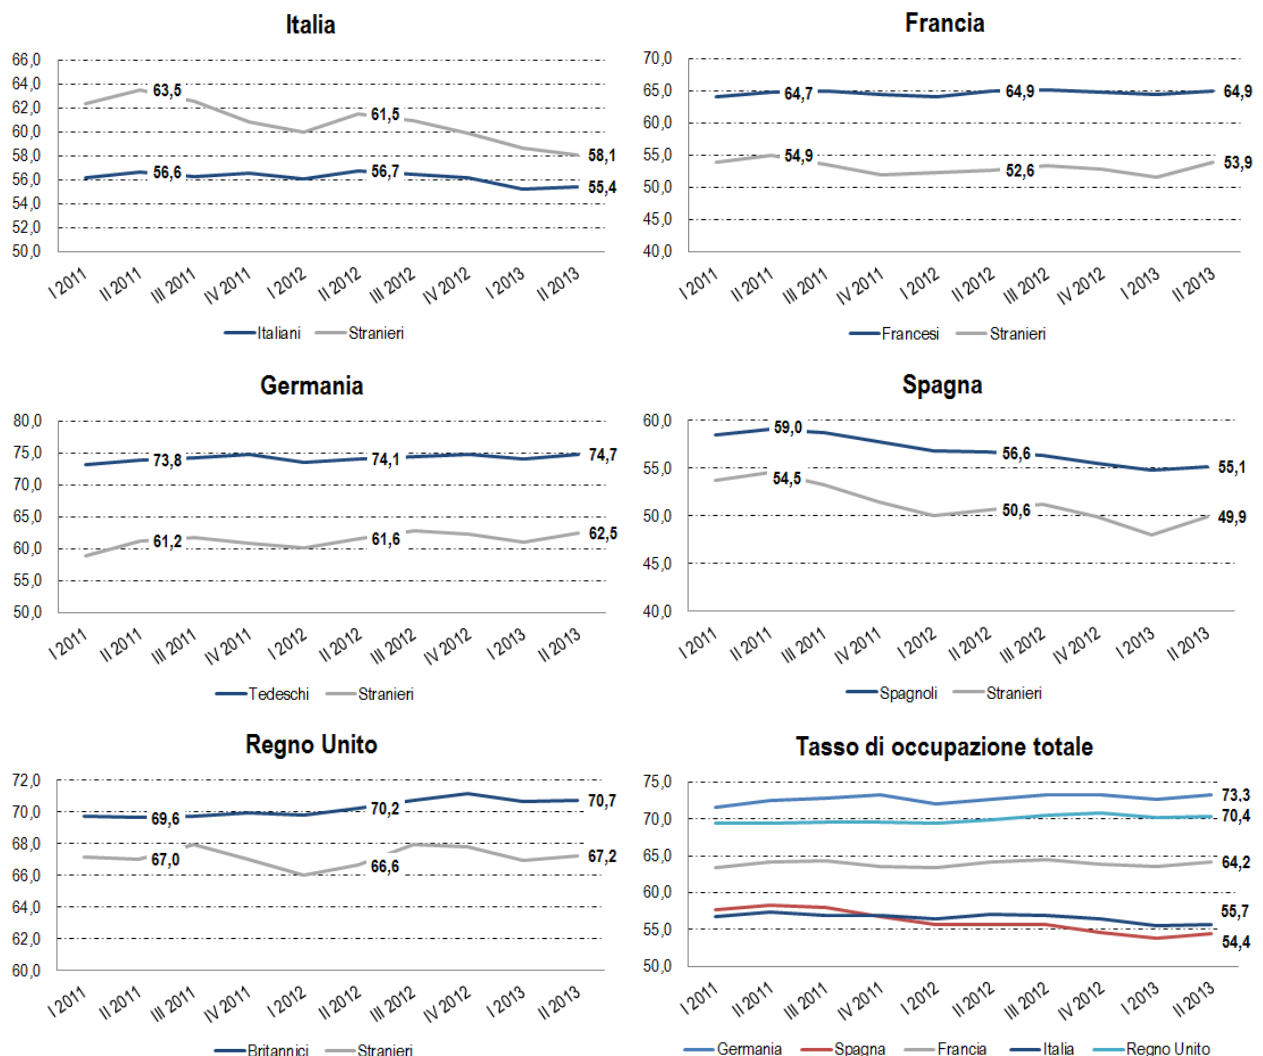 Italia
66,0
64,0
62,0
60,0
58,0
56,0
54,0
52,0
50,0
63,5
61,5
58,1
56,6
56,7
55,4
I 2011
II 2011
III 2011
IV 2011
I 2012
II 2012
III 2012
IV 2012
I 2013
II 2013
Italiani Stranieri
Francia
70,0
65,0
60,0
55,0
50,0
45,0
40,0
64,7
64,9
64,9
54,9
52,6
53,9
I 2011
II 2011
III 2011
IV 2011
I 2012
II 2012
III 2012
IV 2012
I 2013
II 2013
Francesi Stranieri
Germania
80,0
75,0
70,0
65,0
60,0
55,0
50,0
73,8
74,1
74,7
61,2
61,6
62,5
I 2011
II 2011
III 2011
IV 2011
I 2012
II 2012
III 2012
IV 2012
I 2013
II 2013
Tedeschi Stranieri
Spagna
60,0
55,0
50,0
45,0
40,0
59,0
56,6
55,1
54,5
50,6
49,9
I 2011
II 2011
III 2011
IV 2011
I 2012
II 2012
III 2012
IV 2012
I 2013
II 2013
Spagnoli Stranieri
Regno Unito
72,0
70,0
68,0
66,0
64,0
62,0
60,0
69,6
70,2
70,7
67,0
66,6
67,2
I 2011
II 2011
III 2011
IV 2011
I 2012
II 2012
III 2012
IV 2012
I 2013
II 2013
Britannici Stranieri
Tasso di occupazione totale
75,0
70,0
65,0
60,0
55,0
50,0
73,3
70,4
64,2
55,7
54,4
I 2011
II 2011
III 2011
IV 2011
I 2012
II 2012
III 2012
IV 2012
I 2013
II 2013
Germania Spagna Francia Italia Regno Unito